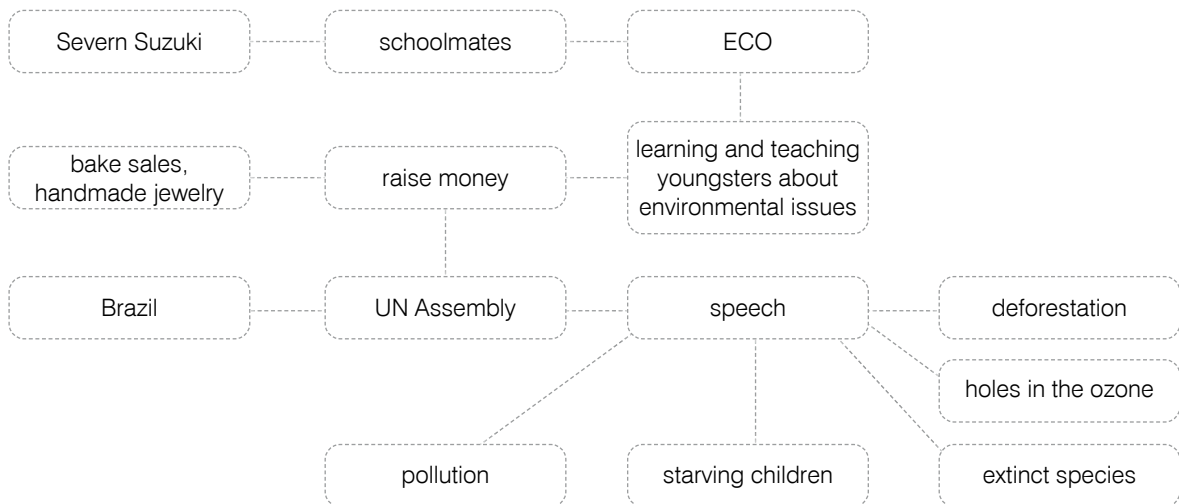 Severn Suzuki
schoolmates
ECO
bake sales,
handmade jewelry
raise money
learning and teaching
youngsters about
environmental issues
Brazil
UN Assembly
speech
deforestation
holes in the ozone
pollution
starving children
extinct species